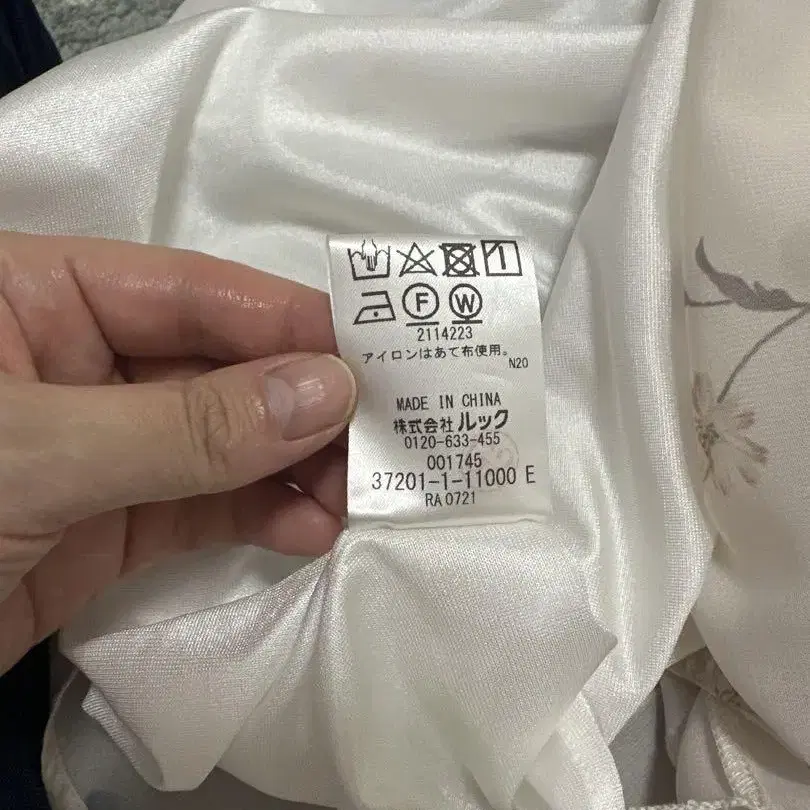 F W
2114223
アイロンはあて布使用。
N20
MADE IN CHINA
株式会社 ルック
0120-633-455
001745
37201-1-11000 E
RA0721